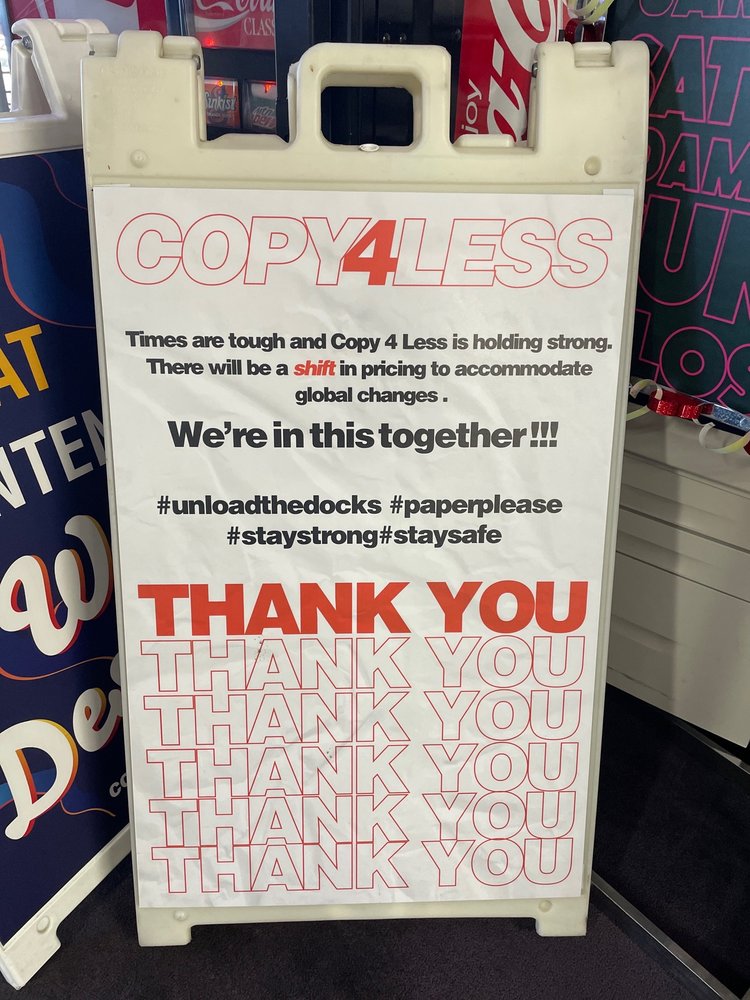 CLASS
Sunkist
COPY4LESS
Times are tough and Copy 4 Less is holding strong.
There will be a shift in pricing to accommodate
global changes .
We're in this together !!!
#unloadthedocks #paperplease
#staystrong#staysafe
THANK YOU
THANK YOU
THANK YOU
THANK YOU
THANK YOU
THANK YOU